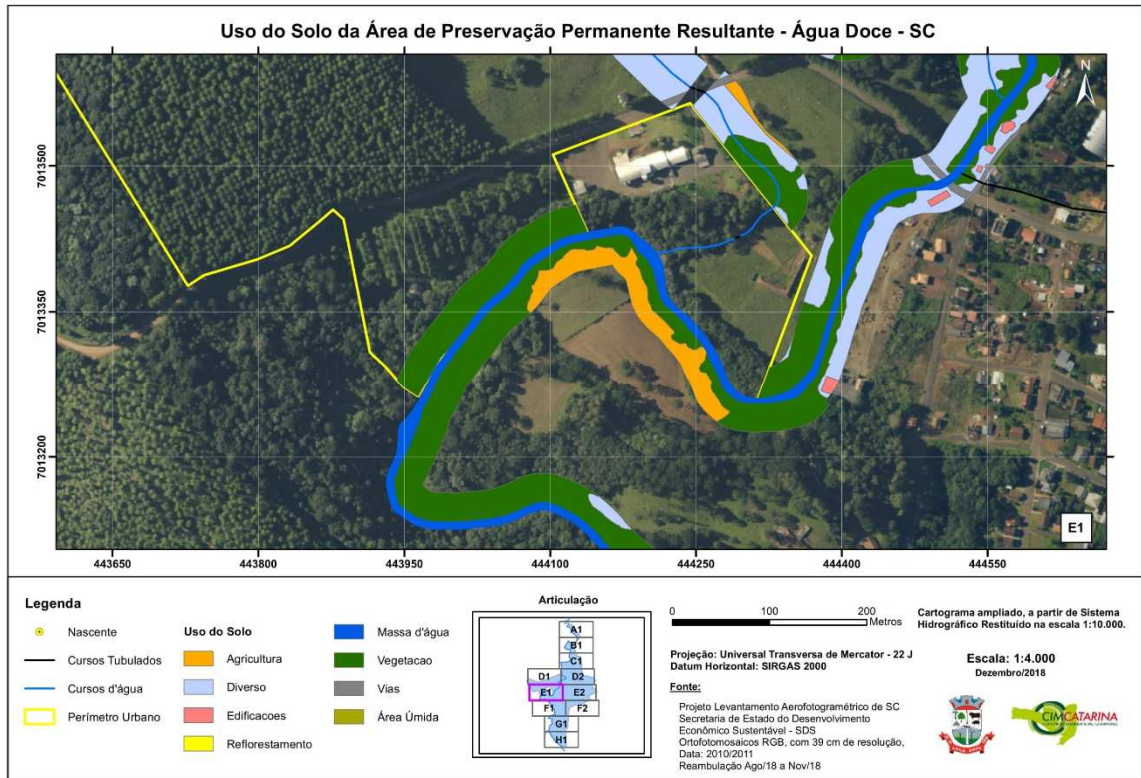 Uso do Solo da Área de Preservação Permanente Resultante - Água Doce - SC
N
7013500
7013350
7013200
E1
443650
443800
443950
444100
444250
444400
444550
Legenda
Nascente
Cursos Tubulados
Cursos d'água
Perímetro Urbano
Uso do Solo
Agricultura
Diverso
Edificacoes
Reflorestamento
Massa d'água
Vegetacao
Vias
Área Úmida
Articulação
A1
B1
C1
D1
D2
E1
E2
F1
F2
G1
H1
0 100 200
Metros
Projeção: Universal Transversa de Mercator - 22 J
Datum Horizontal: SIRGAS 2000
Fonte:
Projeto Levantamento Aerofotogramétrico de SC
Secretaria de Estado do Desenvolvimento
Econômico Sustentável - SDS
Ortofotomosaicos RGB, com 39 cm de resolução,
Data: 2010/2011
Reambulação Ago/18 a Nov/18
Cartograma ampliado, a partir de Sistema
Hidrográfico Restituído na escala 1:10.000.
Escala: 1:4.000
Dezembro/2018
CIMCATARINA